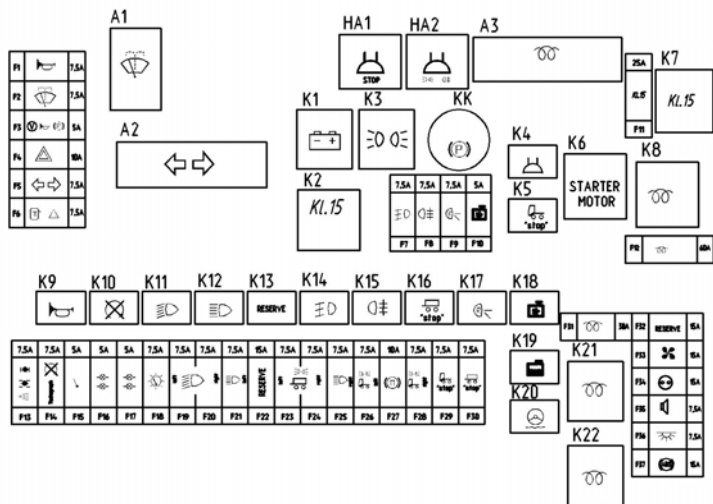 A1
HA1
HA2
A3
STOP
F1 7,5A
F2 7,5A
F3 V 5A
F4 10A
F5 7,5A
F6 7,5A
25A
KL.15
F11
K7
KL.15
A2
K1
K3
KK
P
K2
KL.15
K4
K5
"stop"
K6
STARTER
MOTOR
K8
7,5A 7,5A 7,5A 5A
F7 F8 F9 F10
F12 60A
K9 K10 K11 K12 K13 K14 K15 K16 K17 K18
RESERVE
"stop"
K19
K20
K21
K22
F31 30A
F32 RESERVE 15A
F33 15A
F34 15A
F35 7,5A
F36 7,5A
F37 ABS 15A
7,5A 7,5A 5A 5A 5A 7,5A 7,5A 7,5A 7,5A 15A 7,5A 7,5A 7,5A 7,5A 10A 7,5A 7,5A 7,5A
RESERVE
"stop" "stop"
F13 F14 F15 F16 F17 F18 F19 F20 F21 F22 F23 F24 F25 F26 F27 F28 F29 F30